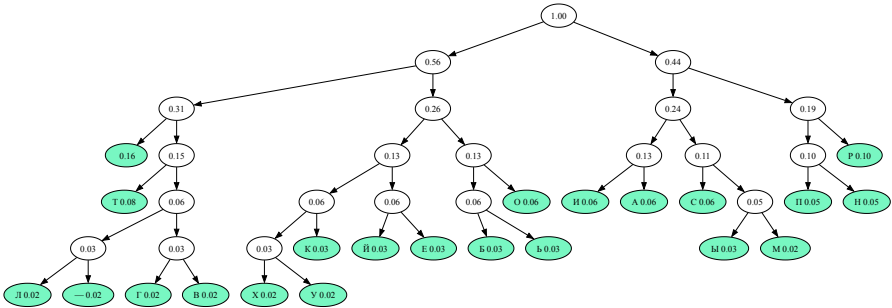 1.00
0.56 0.44
0.31 0.26 0.24 0.19
0.16 0.15 0.13 0.13 0.13 0.11 0.10 Р 0.10
Т 0.08 0.06 0.06 0.06 0.06 О 0.06 И 0.06 А 0.06 С 0.06 0.05 П 0.05 Н 0.05
0.03 0.03 0.03 К 0.03 Й 0.03 Е 0.03 Б 0.03 Ь 0.03 Ы 0.03 М 0.02
Л 0.02 — 0.02 Г 0.02 В 0.02 Х 0.02 У 0.02